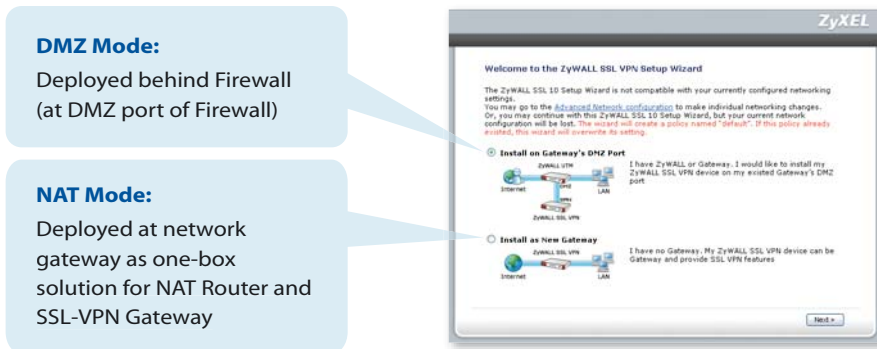 DMZ Mode:
Deployed behind Firewall
(at DMZ port of Firewall)
NAT Mode:
Deployed at network
gateway as one-box
solution for NAT Router and
SSL-VPN Gateway
ZyXEL
Welcome to the ZyWALL SSL VPN Setup Wizard
The ZyWALL SSL 10 Setup Wizard is not compatible with your currently configured networking
settings.
You may go to the Advanced Network configuration to make individual networking changes.
Or, you may continue with this ZyWALL SSL 10 Setup Wizard, but your current network
configuration will be lost. The wizard will create a policy named "default". If this policy already
existed, this wizard will overwrite its setting.
Install on Gateway's DMZ Port
ZyWALL UTM
Internet
DMZ
LAN
VPN
ZyWALL SSL VPN
I have ZyWALL or Gateway. I would like to install my
ZyWALL SSL VPN device on my existed Gateway's DMZ
port
Install as New Gateway
ZyWALL SSL VPN
Internet
LAN
I have no Gateway. My ZyWALL SSL VPN device can be
Gateway and provide SSL VPN features
Next >